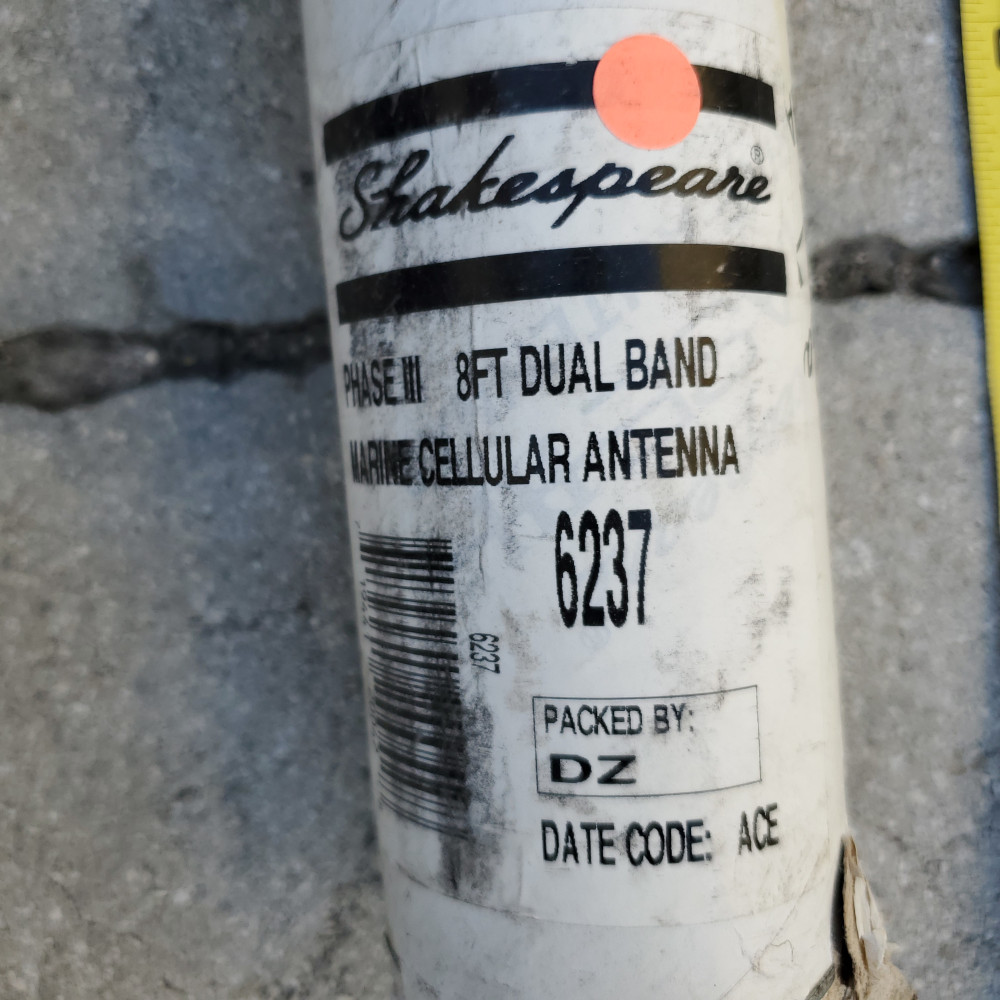 Shakespeare®
PHASE III 8FT DUAL BAND
MARINE CELLULAR ANTENNA
6237
6237
PACKED BY:
DZ
DATE CODE: ACE